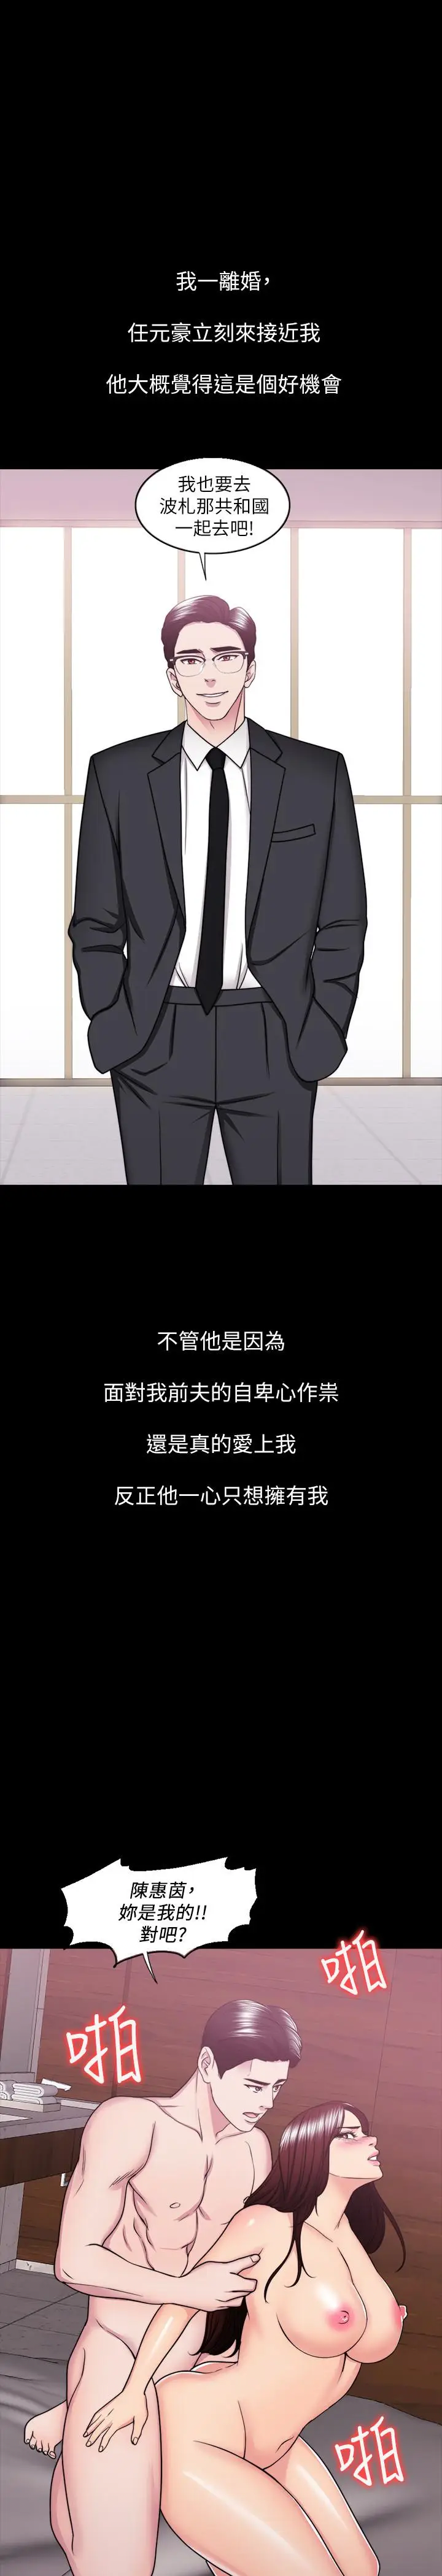 我一離婚，
任元豪立刻來接近我
他大概覺得這是個好機會
我也要去
波札那共和國
一起去吧!
不管他是因為
面對我前夫的自卑心作祟
還是真的愛上我
反正他一心只想擁有我
陳惠茵，
妳是我的!!
對吧?
啪
啪
啪